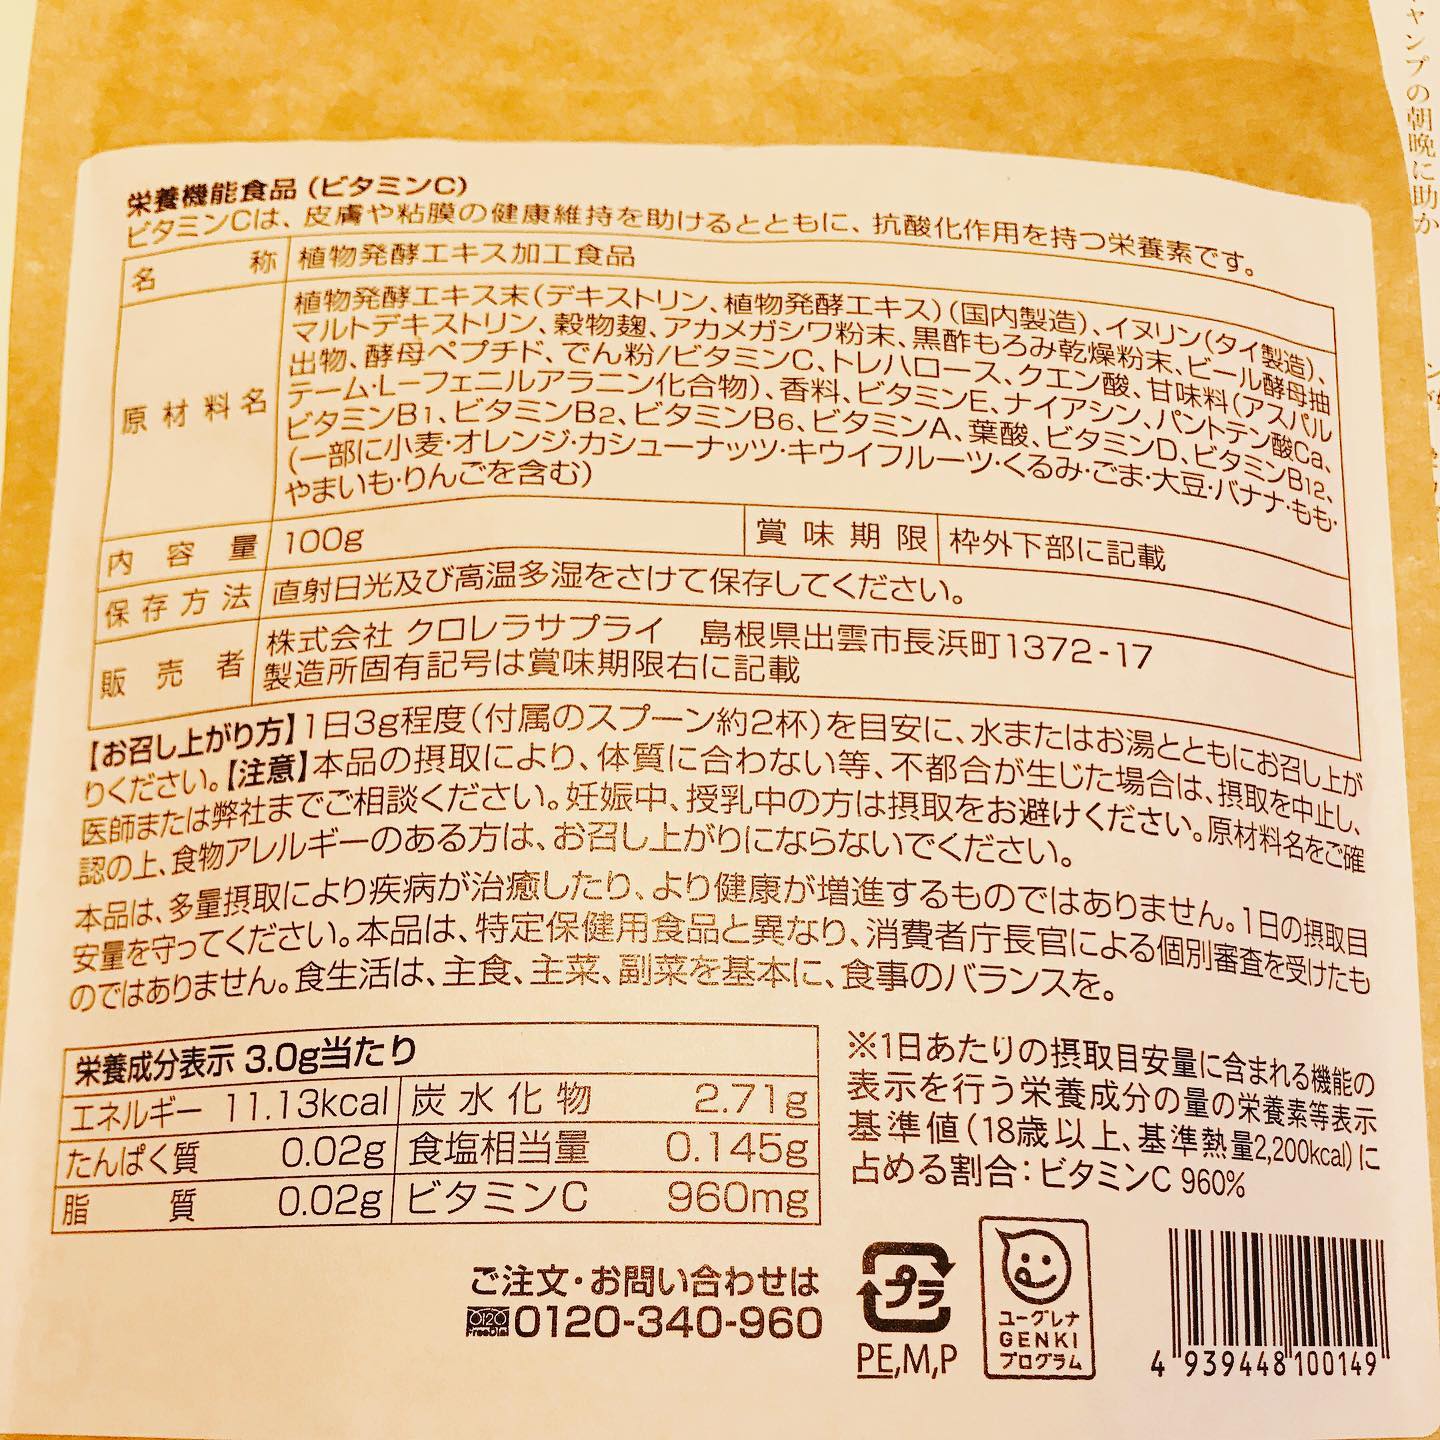 栄養機能食品(ビタミンC)
ビタミンCは、皮膚や粘膜の健康維持を助けるとともに、抗酸化作用を持つ栄養素です。
名称 植物発酵エキス加工食品
原材料名 植物発酵エキス末(デキストリン、植物発酵エキス)(国内製造)、イヌリン(タイ製造)、
マルトデキストリン、穀物麹、アカメガシワ粉末、黒酢もろみ乾燥粉末、ビール酵母抽
出物、酵母ペプチド、でん粉/ビタミンC、トレハロース、クエン酸、甘味料(アスパル
テーム・L-フェニルアラニン化合物)、香料、ビタミンE、ナイアシン、パントテン酸Ca、
ビタミンB1、ビタミンB2、ビタミンB6、ビタミンA、葉酸、ビタミンD、ビタミンB12、
(一部に小麦・オレンジ・カシューナッツ・キウイフルーツ・くるみ・ごま・大豆・バナナ・もも・
やまいも・りんごを含む)
内容量 100g 賞味期限 枠外下部に記載
保存方法 直射日光及び高温多湿をさけて保存してください。
販売者 株式会社 クロレラサプライ 島根県出雲市長浜町1372-17
製造所固有記号は賞味期限右に記載
【お召し上がり方】1日3g程度(付属のスプーン約2杯)を目安に、水またはお湯とともにお召し上が
りください。【注意】本品の摂取により、体質に合わない等、不都合が生じた場合は、摂取を中止し、
医師または弊社までご相談ください。妊娠中、授乳中の方は摂取をお避けください。原材料名をご確
認の上、食物アレルギーのある方は、お召し上がりにならないでください。
本品は、多量摂取により疾病が治癒したり、より健康が増進するものではありません。1日の摂取目
安量を守ってください。本品は、特定保健用食品と異なり、消費者庁長官による個別審査を受けたも
のではありません。食生活は、主食、主菜、副菜を基本に、食事のバランスを。
栄養成分表示 3.0g当たり
エネルギー 11.13kcal 炭水化物 2.71g
たんぱく質 0.02g 食塩相当量 0.145g
脂質 0.02g ビタミンC 960mg
※1日あたりの摂取目安量に含まれる機能の
表示を行う栄養成分の量の栄養素等表示
基準値(18歳以上、基準熱量2,200kcal)に
占める割合:ビタミンC 960%
ご注文・お問い合わせは
0120 FreeDial 0120-340-960
プラ
PE,M,P
ユーグレナ
GENKI
プログラム
4 939448 100149
ャンプの朝晩に助か